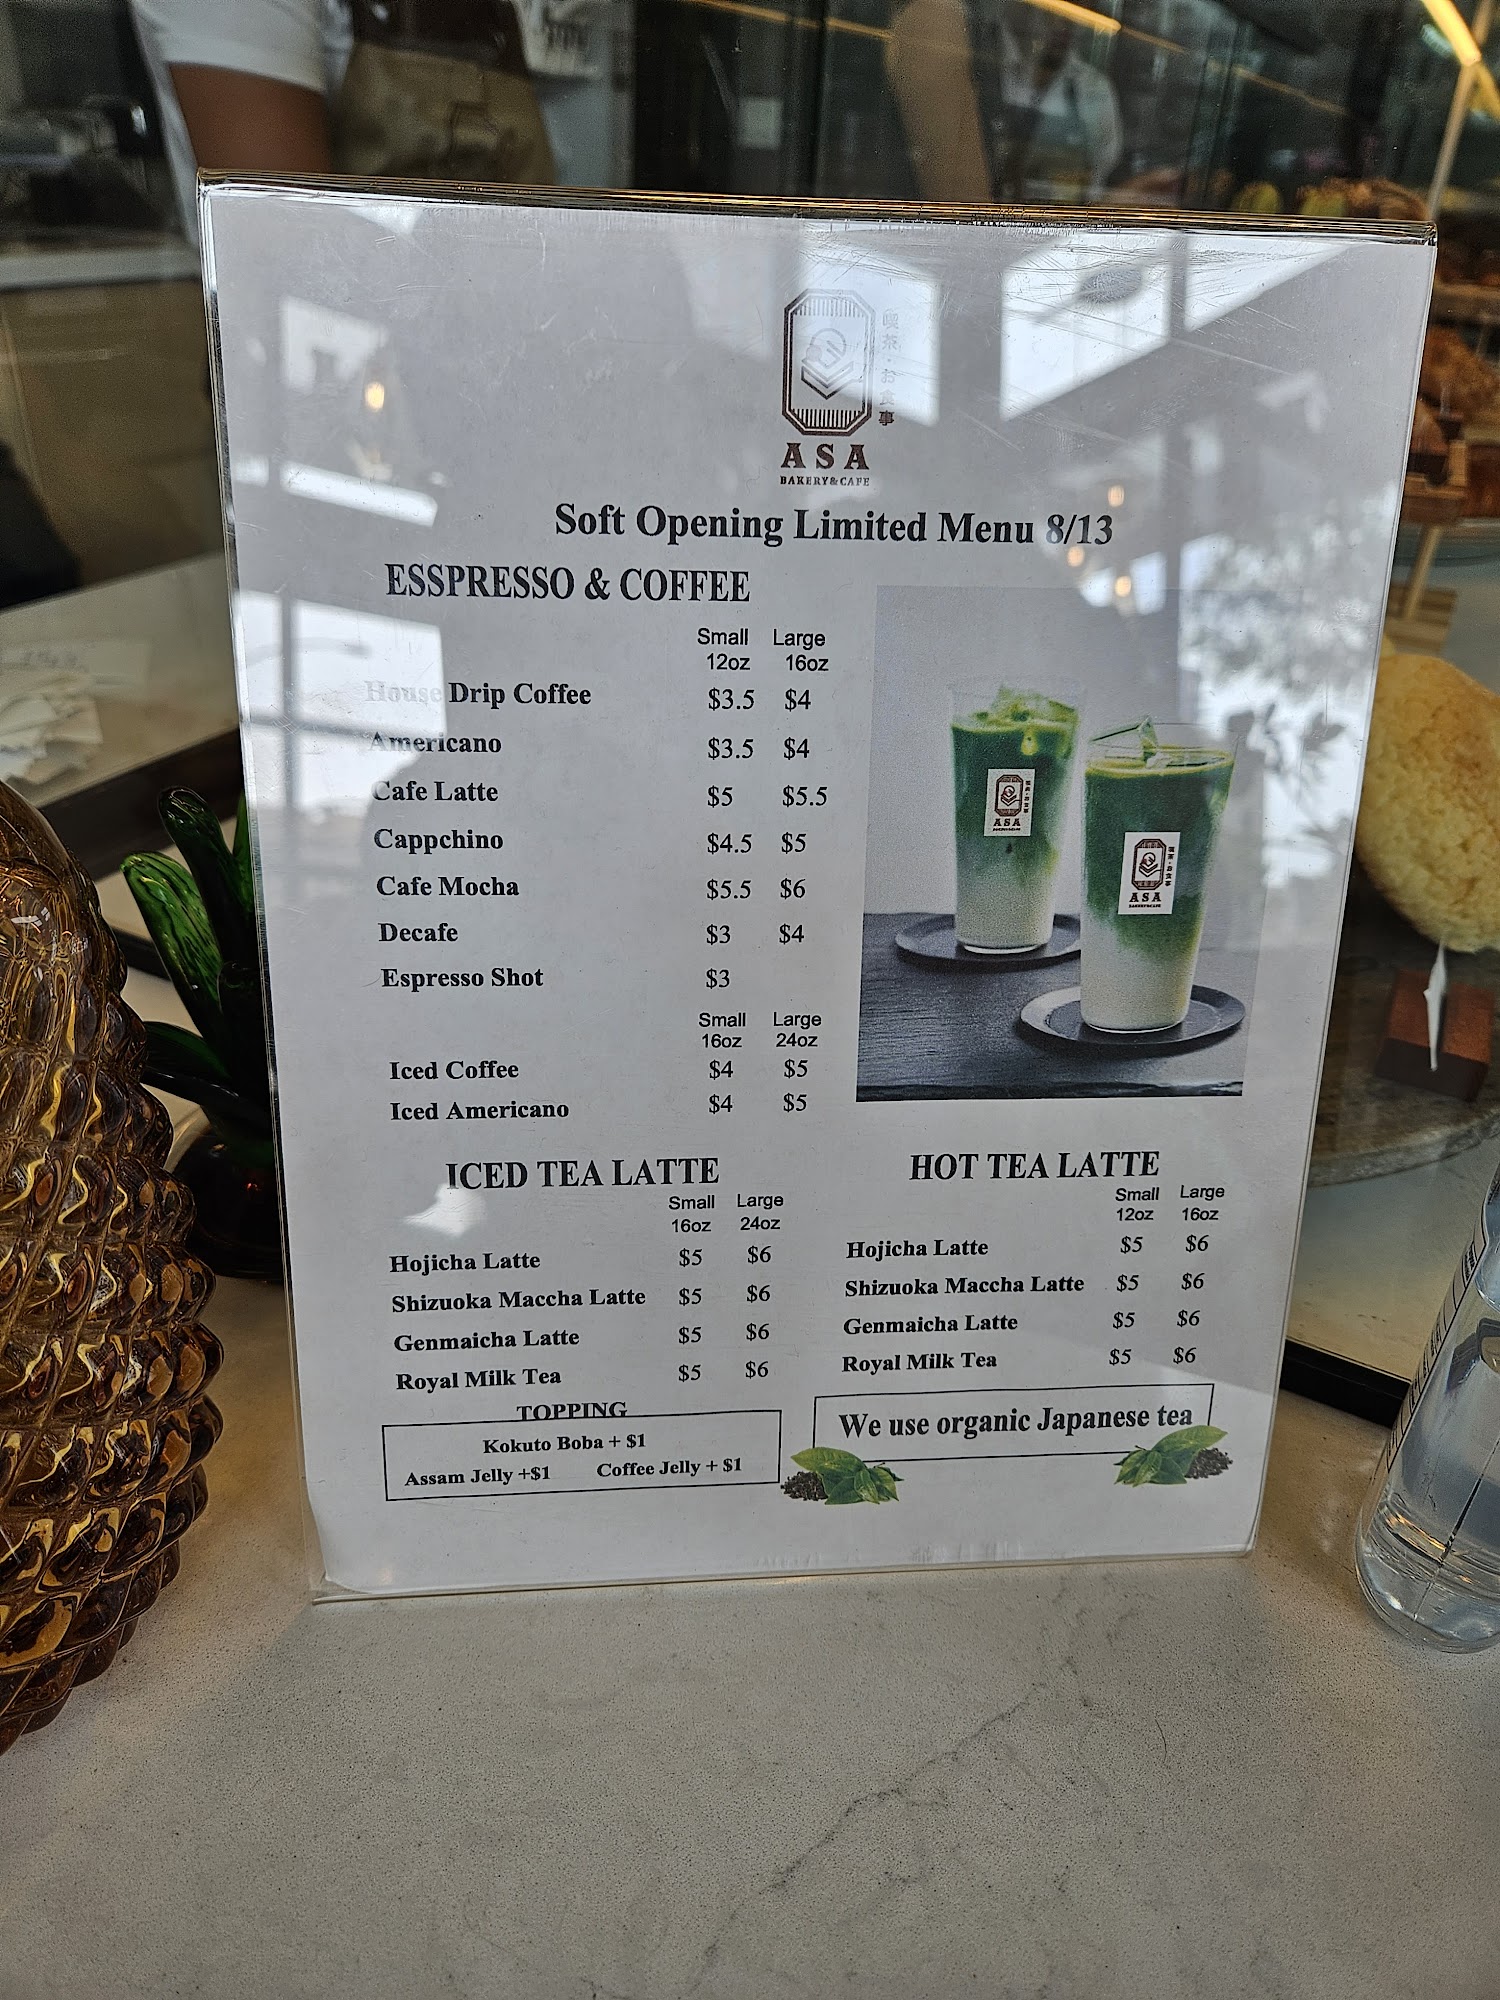 ASA
BAKERY&CAFE
Soft Opening Limited Menu 8/13
ESSPRESSO & COFFEE
Small Large
12oz 16oz
House Drip Coffee $3.5 $4
Americano $3.5 $4
Cafe Latte $5 $5.5
Cappchino $4.5 $5
Cafe Mocha $5.5 $6
Decafe $3 $4
Espresso Shot $3
Small Large
16oz 24oz
Iced Coffee $4 $5
Iced Americano $4 $5
ASA
ASA
BAKERY&CAFE
ICED TEA LATTE
Small Large
16oz 24oz
Hojicha Latte $5 $6
Shizuoka Maccha Latte $5 $6
Genmaicha Latte $5 $6
Royal Milk Tea $5 $6
TOPPING
Kokuto Boba + $1
Assam Jelly +$1 Coffee Jelly + $1
HOT TEA LATTE
Small Large
12oz 16oz
Hojicha Latte $5 $6
Shizuoka Maccha Latte $5 $6
Genmaicha Latte $5 $6
Royal Milk Tea $5 $6
We use organic Japanese tea